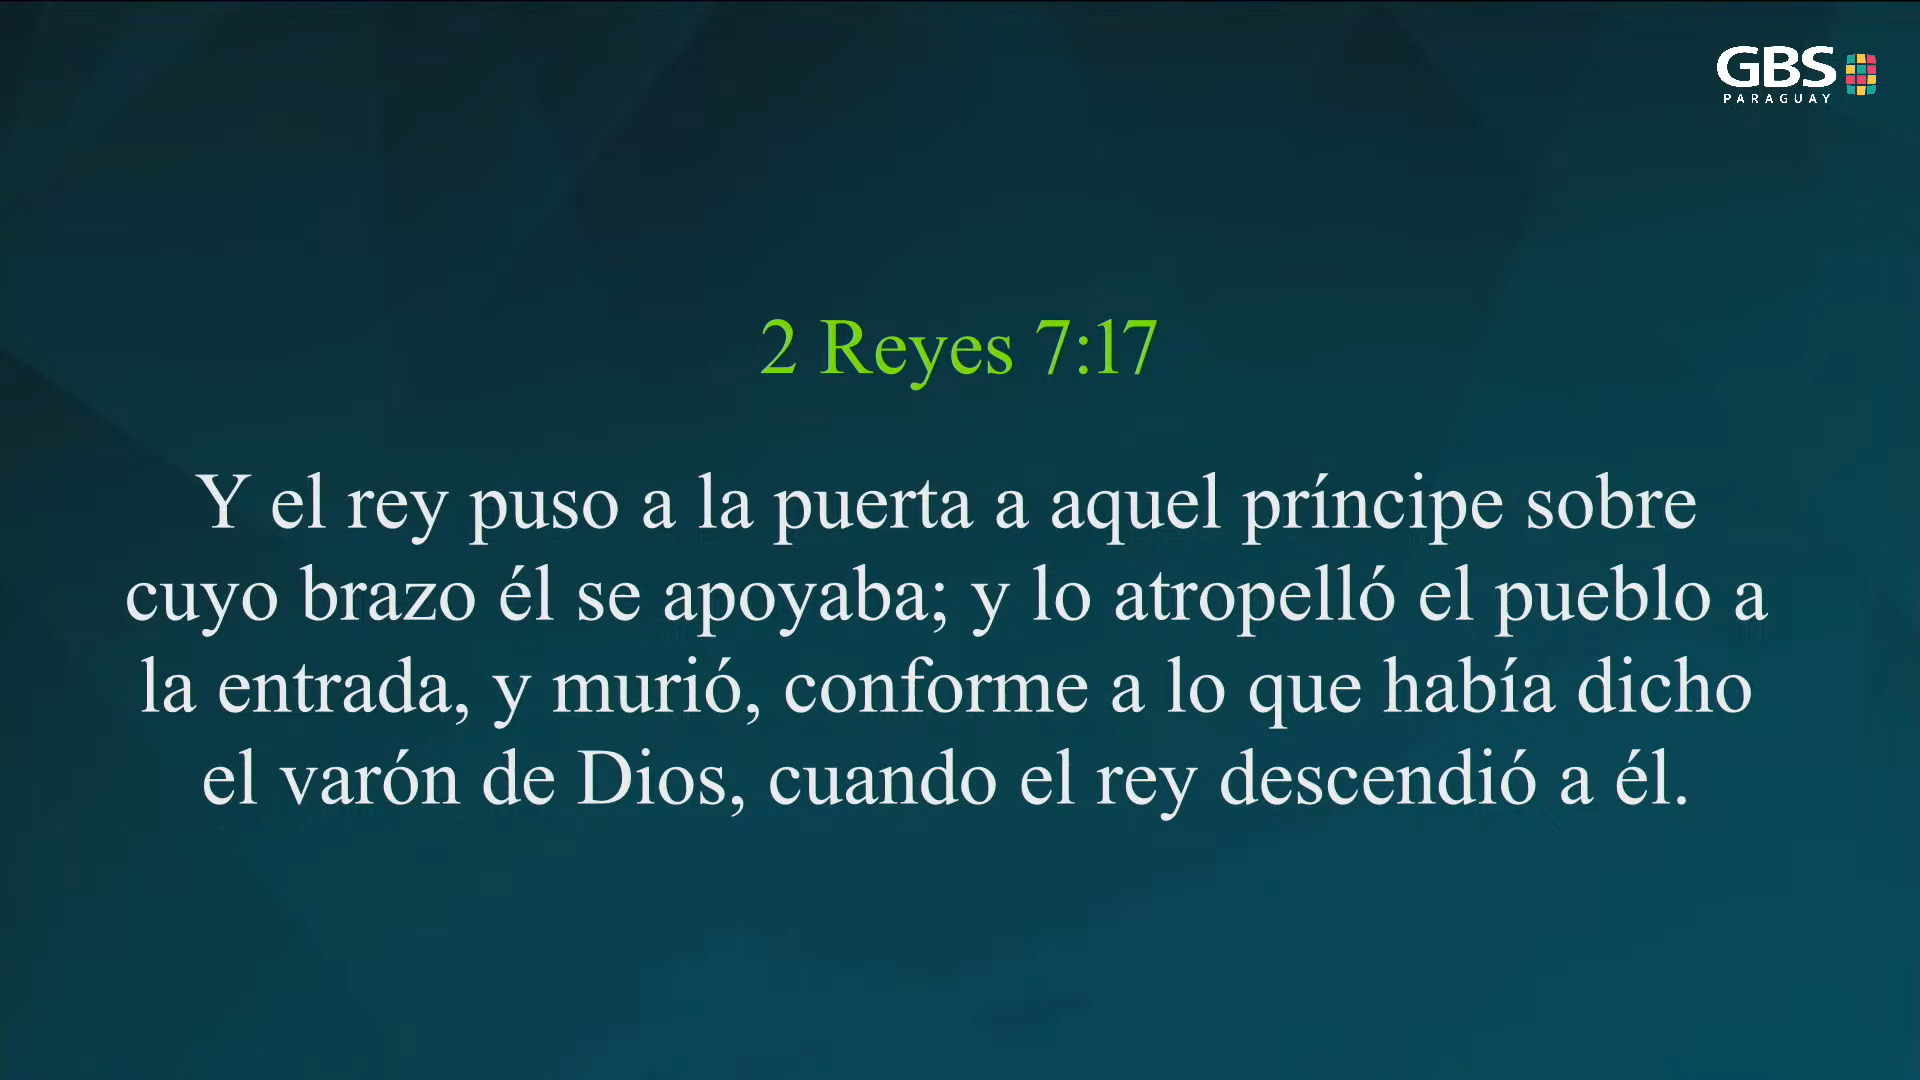 GBS
PARAGUAY
2 Reyes 7:17
Y el rey puso a la puerta a aquel príncipe sobre
cuyo brazo él se apoyaba; y lo atropelló el pueblo a
la entrada, y murió, conforme a lo que había dicho
el varón de Dios, cuando el rey descendió a él.